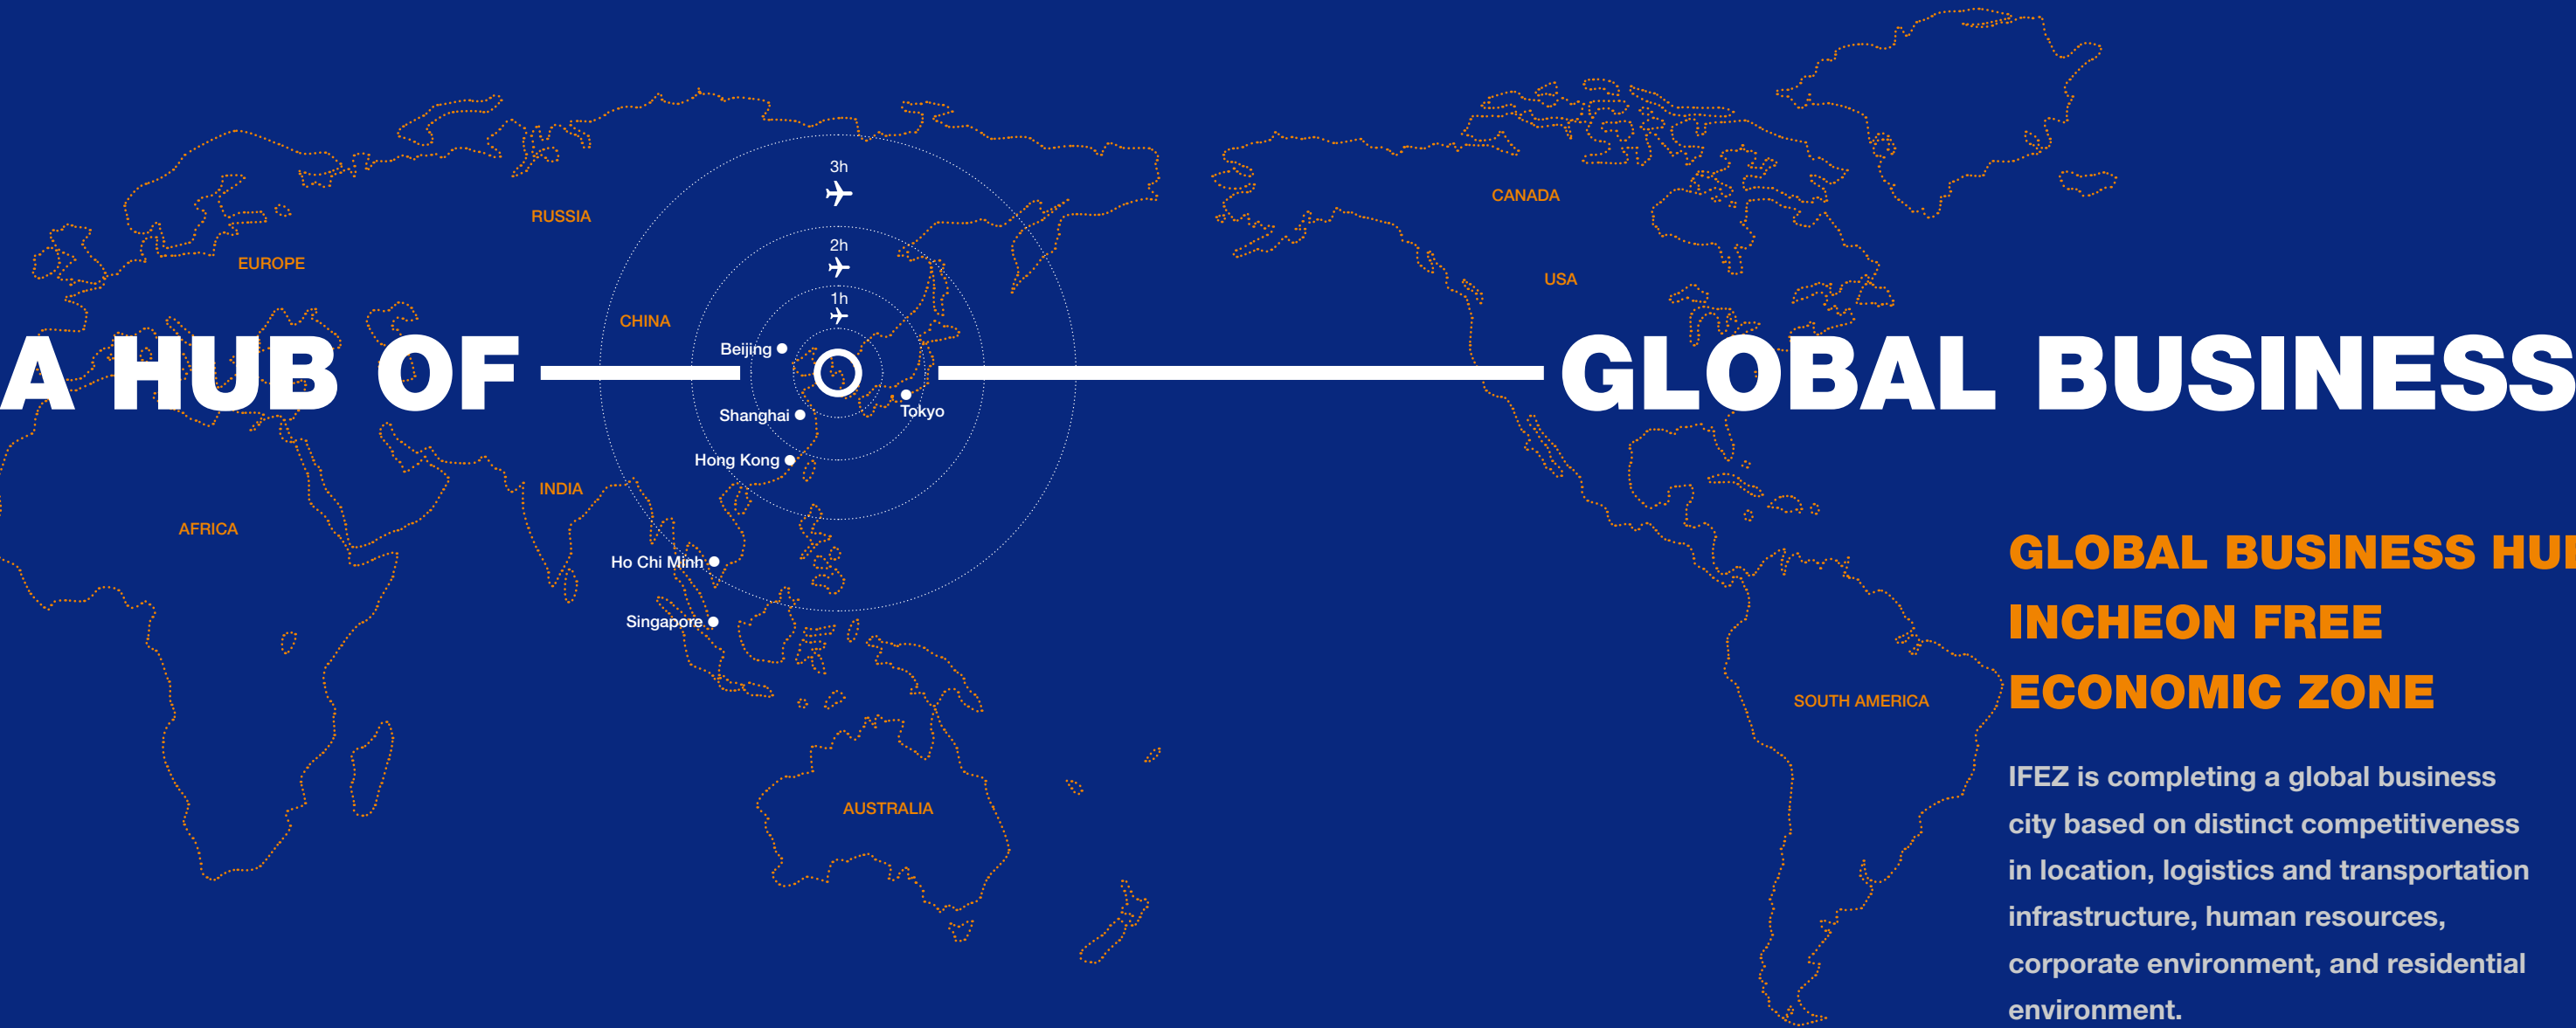 3h
CANADA
RUSSIA
2h
EUROPE
USA
1h
CHINA
Beijing
A HUB OF
GLOBAL BUSINESS
Tokyo
Shanghai
Hong Kong
INDIA
AFRICA
GLOBAL BUSINESS HUB
Ho Chi Minh
INCHEON FREE
Singapore
ECONOMIC ZONE
SOUTH AMERICA
IFEZ is completing a global business
AUSTRALIA
city based on distinct competitiveness
in location, logistics and transportation
infrastructure, human resources,
corporate environment, and residential
environment.